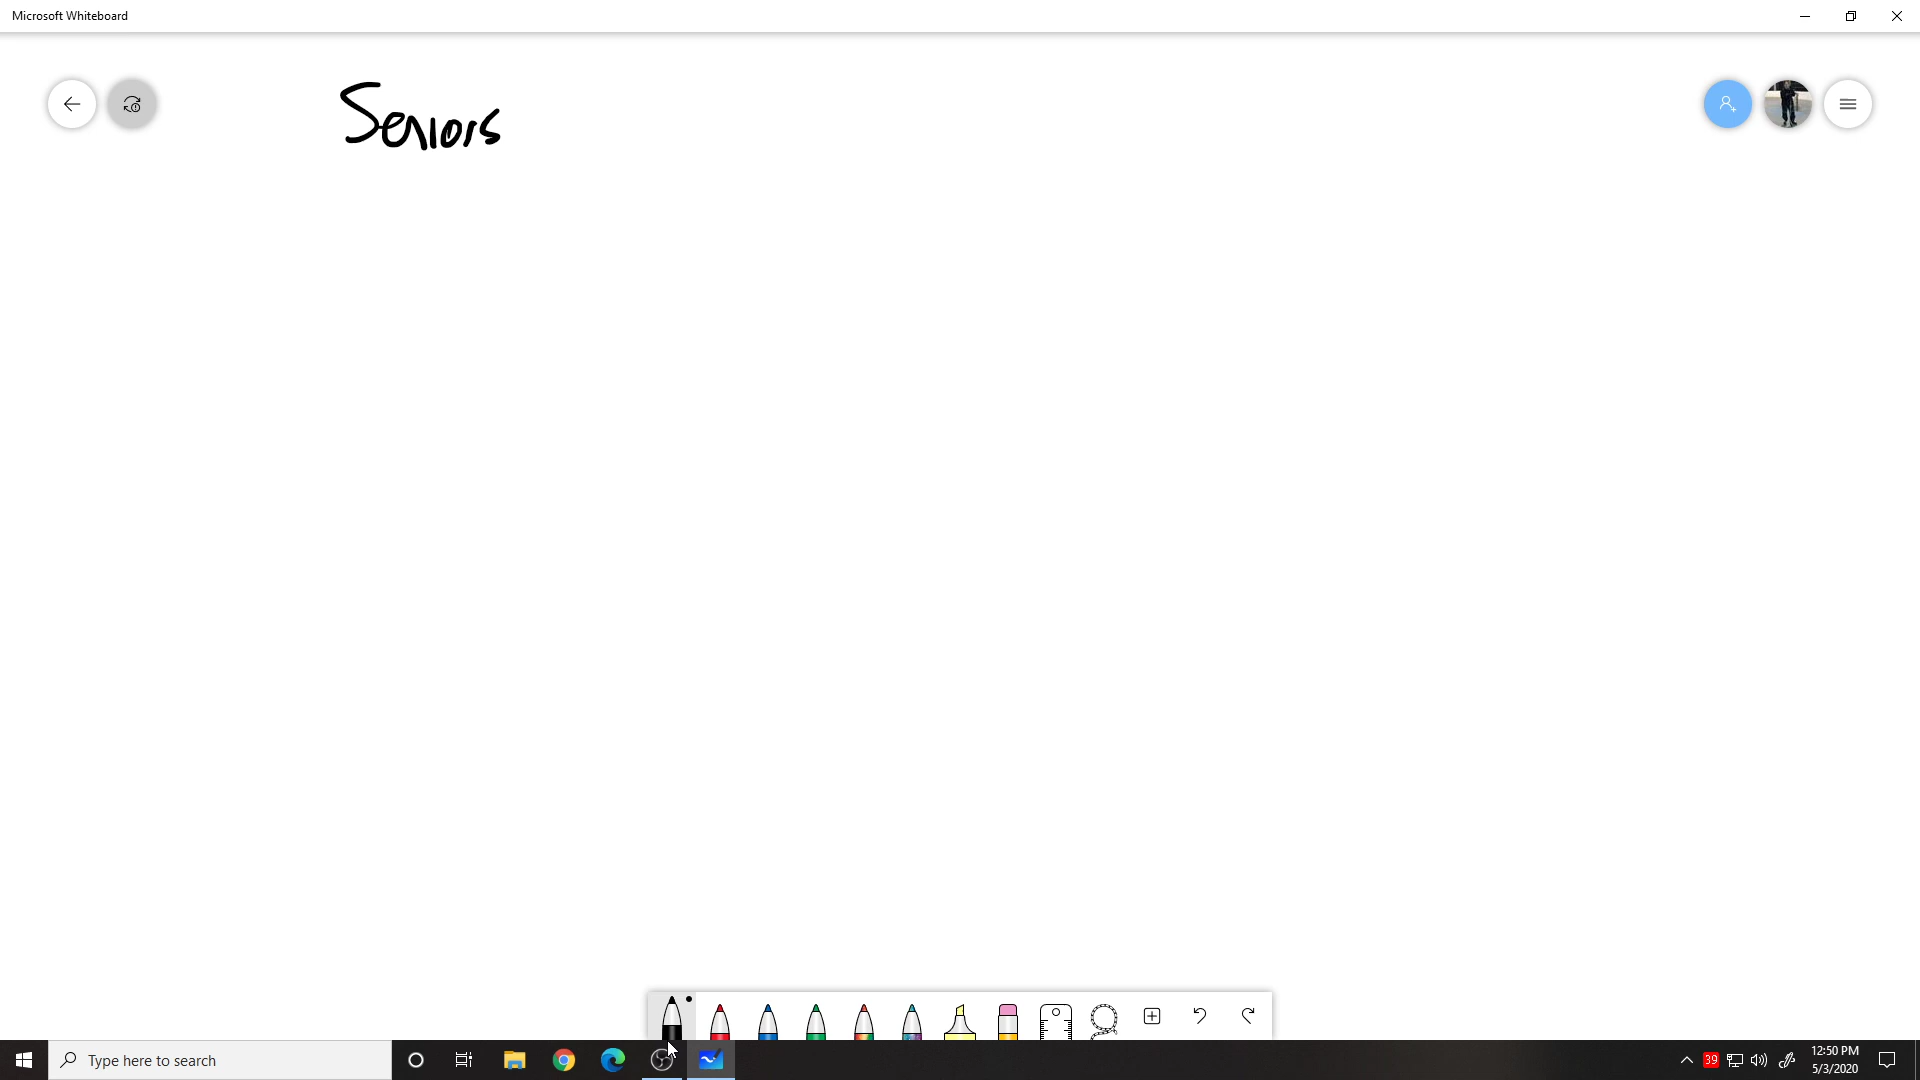 Microsoft Whiteboard
Seniors
Type here to search
39
12:50 PM
5/3/2020